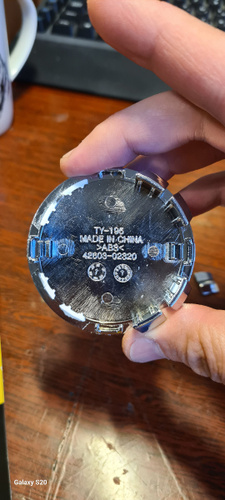 TY-195
MADE IN CHINA
>ABS<
42603-02320
Galaxy S20